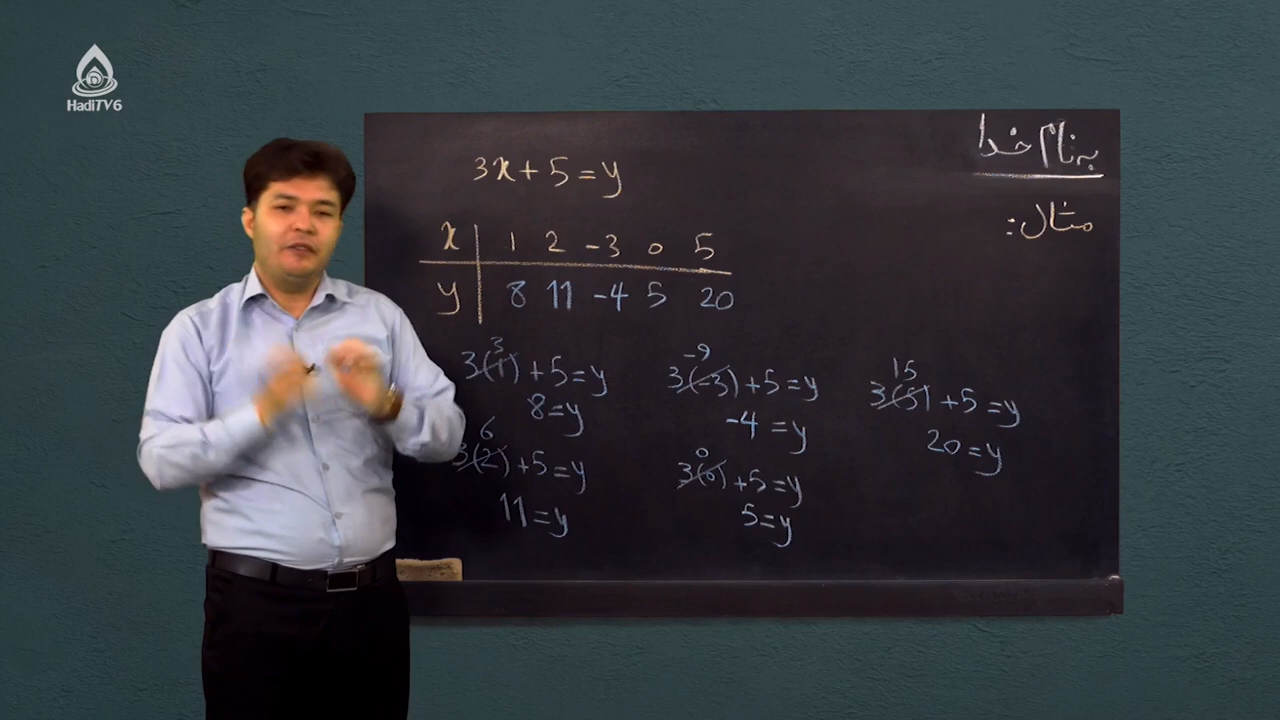 HadiTV6
به نام خدا
مثال:
3x+5=y
x | 1 2 -3 0 5
y | 8 11 -4 5 20
3
3(1)+5=y
8=y
6
3(2)+5=y
11=y
-9
3(-3)+5=y
-4=y
0
3(0)+5=y
5=y
15
3(5)+5=y
20=y